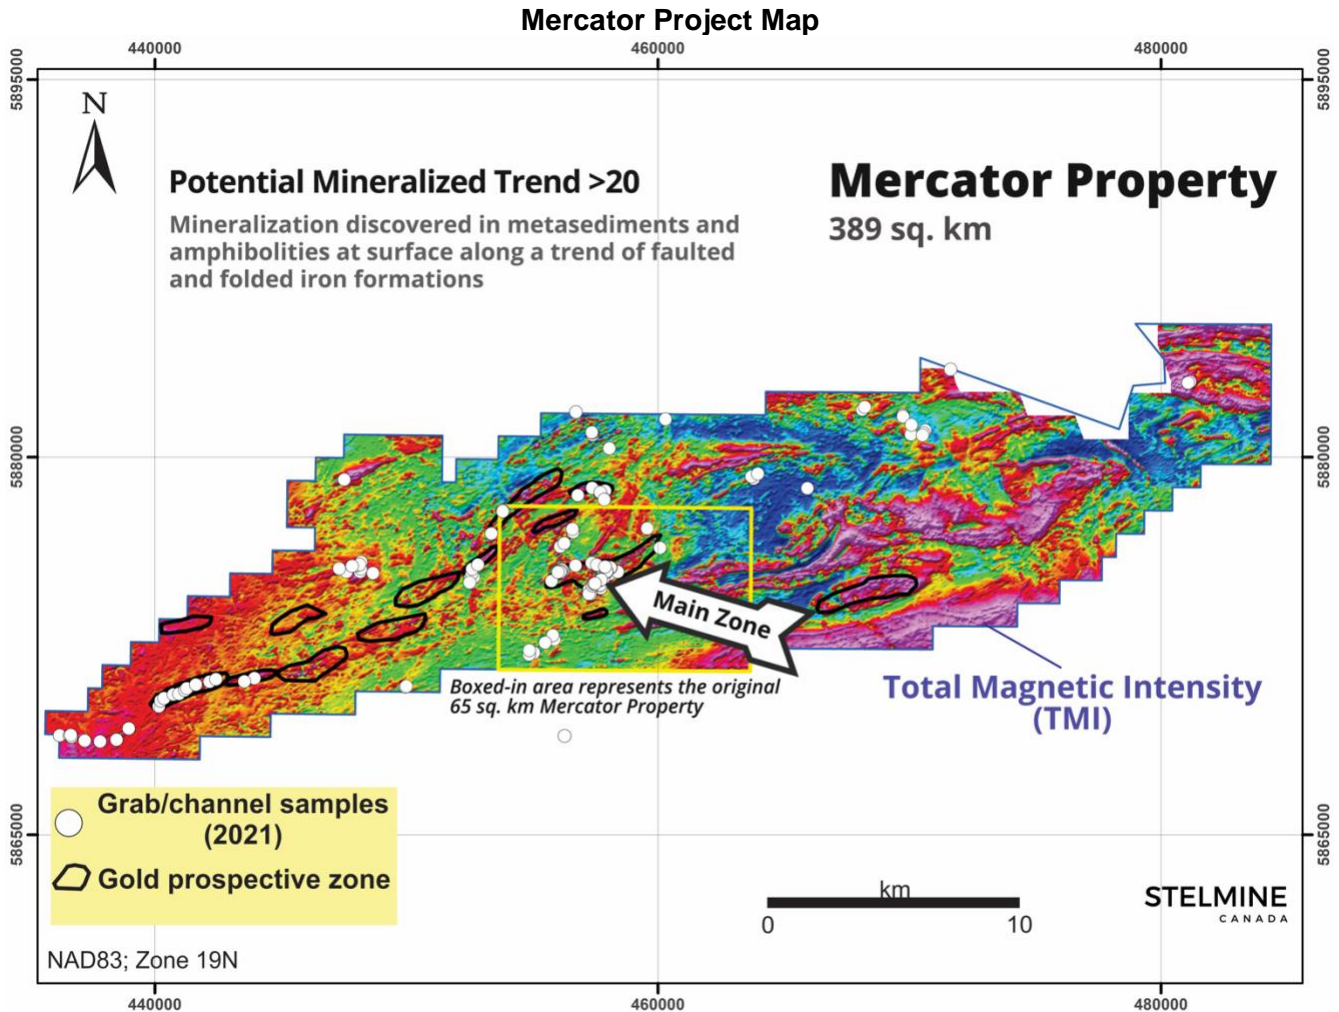 Mercator Project Map
440000
460000
480000
5895000
5895000
N
Potential Mineralized Trend >20
Mineralization discovered in metasediments and
amphibolities at surface along a trend of faulted
and folded iron formations
Mercator Property
389 sq. km
5880000
5880000
Main Zone
Boxed-in area represents the original
65 sq. km Mercator Property
Total Magnetic Intensity
(TMI)
Grab/channel samples
(2021)
Gold prospective zone
5865000
5865000
km
0
10
STELMINE
CANADA
NAD83; Zone 19N
440000
460000
480000